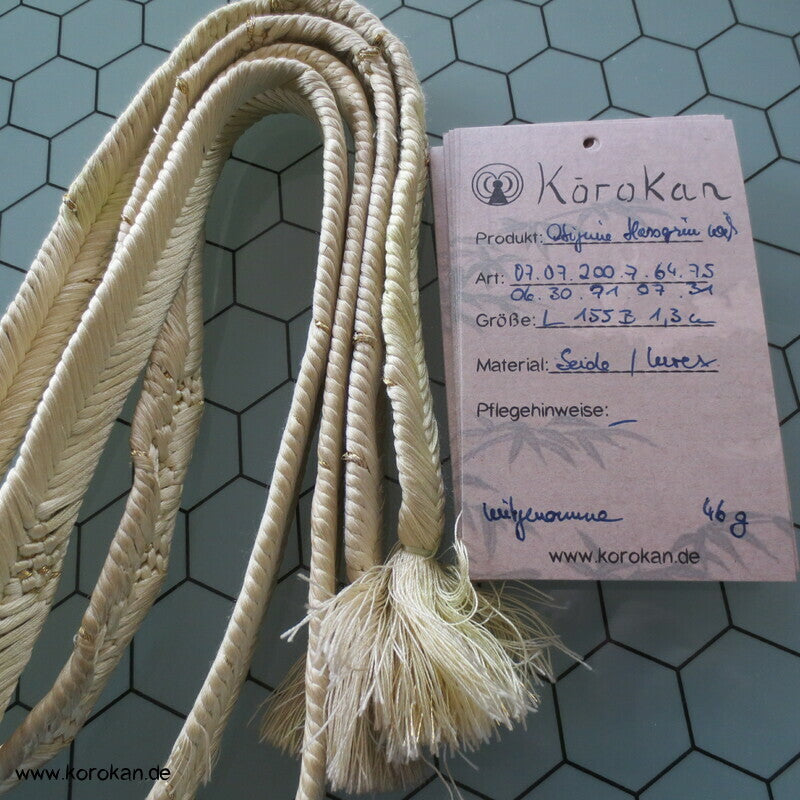 KōroKan
Produkt: weiß
Art: 07.07.200.7.64.75
06.30.91.07.31
Größe: L 155 B 1,3 c
Material: Seide / Lurex
Pflegehinweise: —
46 g
www.korokan.de
www.korokan.de